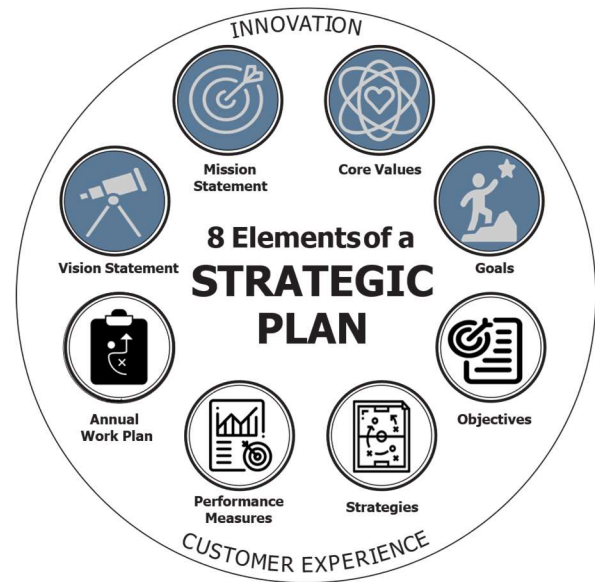 INNOVATION
Mission
Statement
Core Values
Vision Statement
8 Elements of a
STRATEGIC
PLAN
Goals
Annual
Work Plan
Objectives
Performance
Measures
Strategies
CUSTOMER EXPERIENCE